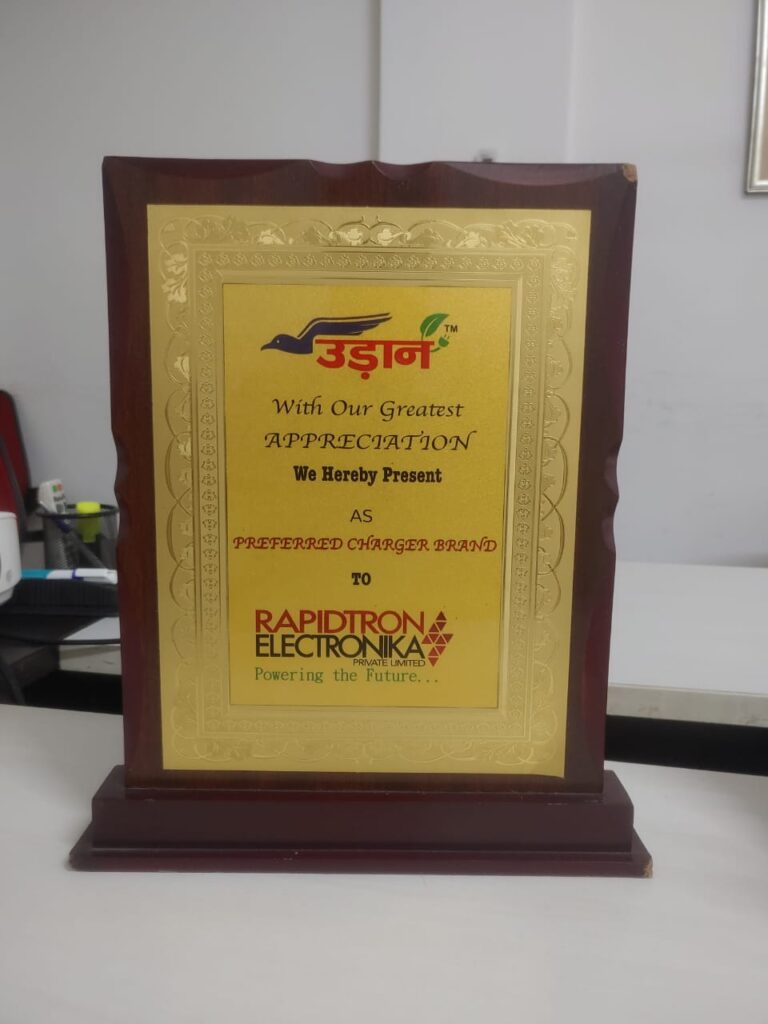 उड़ान TM
With Our Greatest
APPRECIATION
We Hereby Present
AS
PREFERRED CHARGER BRAND
TO
RAPIDTRON
ELECTRONIKA
PRIVATE LIMITED
Powering the Future...